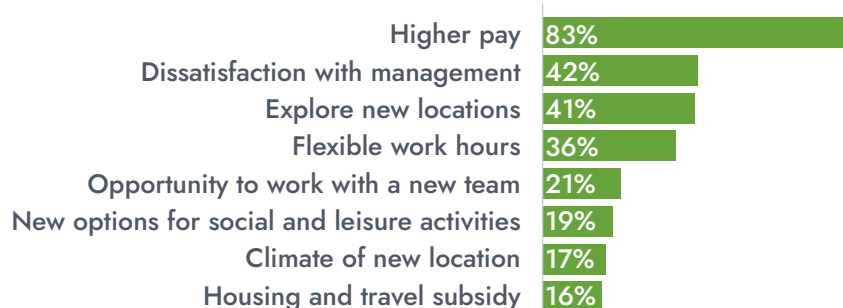 Higher pay 83%
Dissatisfaction with management 42%
Explore new locations 41%
Flexible work hours 36%
Opportunity to work with a new team 21%
New options for social and leisure activities 19%
Climate of new location 17%
Housing and travel subsidy 16%